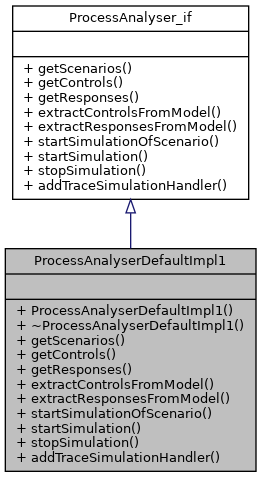 ProcessAnalyser_if
+ getScenarios()
+ getControls()
+ getResponses()
+ extractControlsFromModel()
+ extractResponsesFromModel()
+ startSimulationOfScenario()
+ startSimulation()
+ stopSimulation()
+ addTraceSimulationHandler()
ProcessAnalyserDefaultImpl1
+ ProcessAnalyserDefaultImpl1()
+ ~ProcessAnalyserDefaultImpl1()
+ getScenarios()
+ getControls()
+ getResponses()
+ extractControlsFromModel()
+ extractResponsesFromModel()
+ startSimulationOfScenario()
+ startSimulation()
+ stopSimulation()
+ addTraceSimulationHandler()